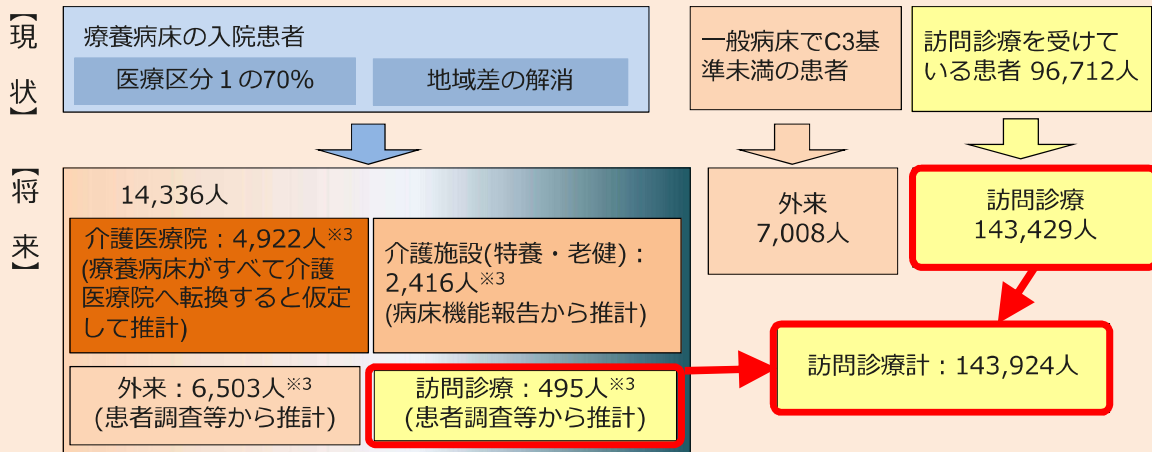 【現状】
療養病床の入院患者
医療区分１の70%
地域差の解消
一般病床でC3基
準未満の患者
訪問診療を受けて
いる患者 96,712人
【将来】
14,336人
介護医療院：4,922人※3
(療養病床がすべて介護
医療院へ転換すると仮定
して推計)
介護施設(特養・老健)：
2,416人※3
(病床機能報告から推計)
外来：6,503人※3
(患者調査等から推計)
訪問診療：495人※3
(患者調査等から推計)
外来
7,008人
訪問診療
143,429人
訪問診療計：143,924人